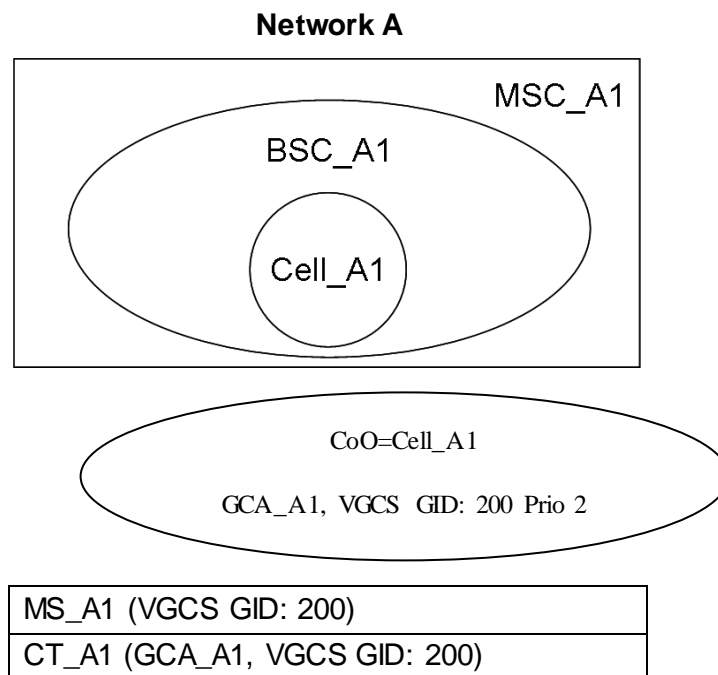 Network A
MSC_A1
BSC_A1
Cell_A1
CoO=Cell_A1
GCA_A1, VGCS GID: 200 Prio 2
MS_A1 (VGCS GID: 200)
CT_A1 (GCA_A1, VGCS GID: 200)